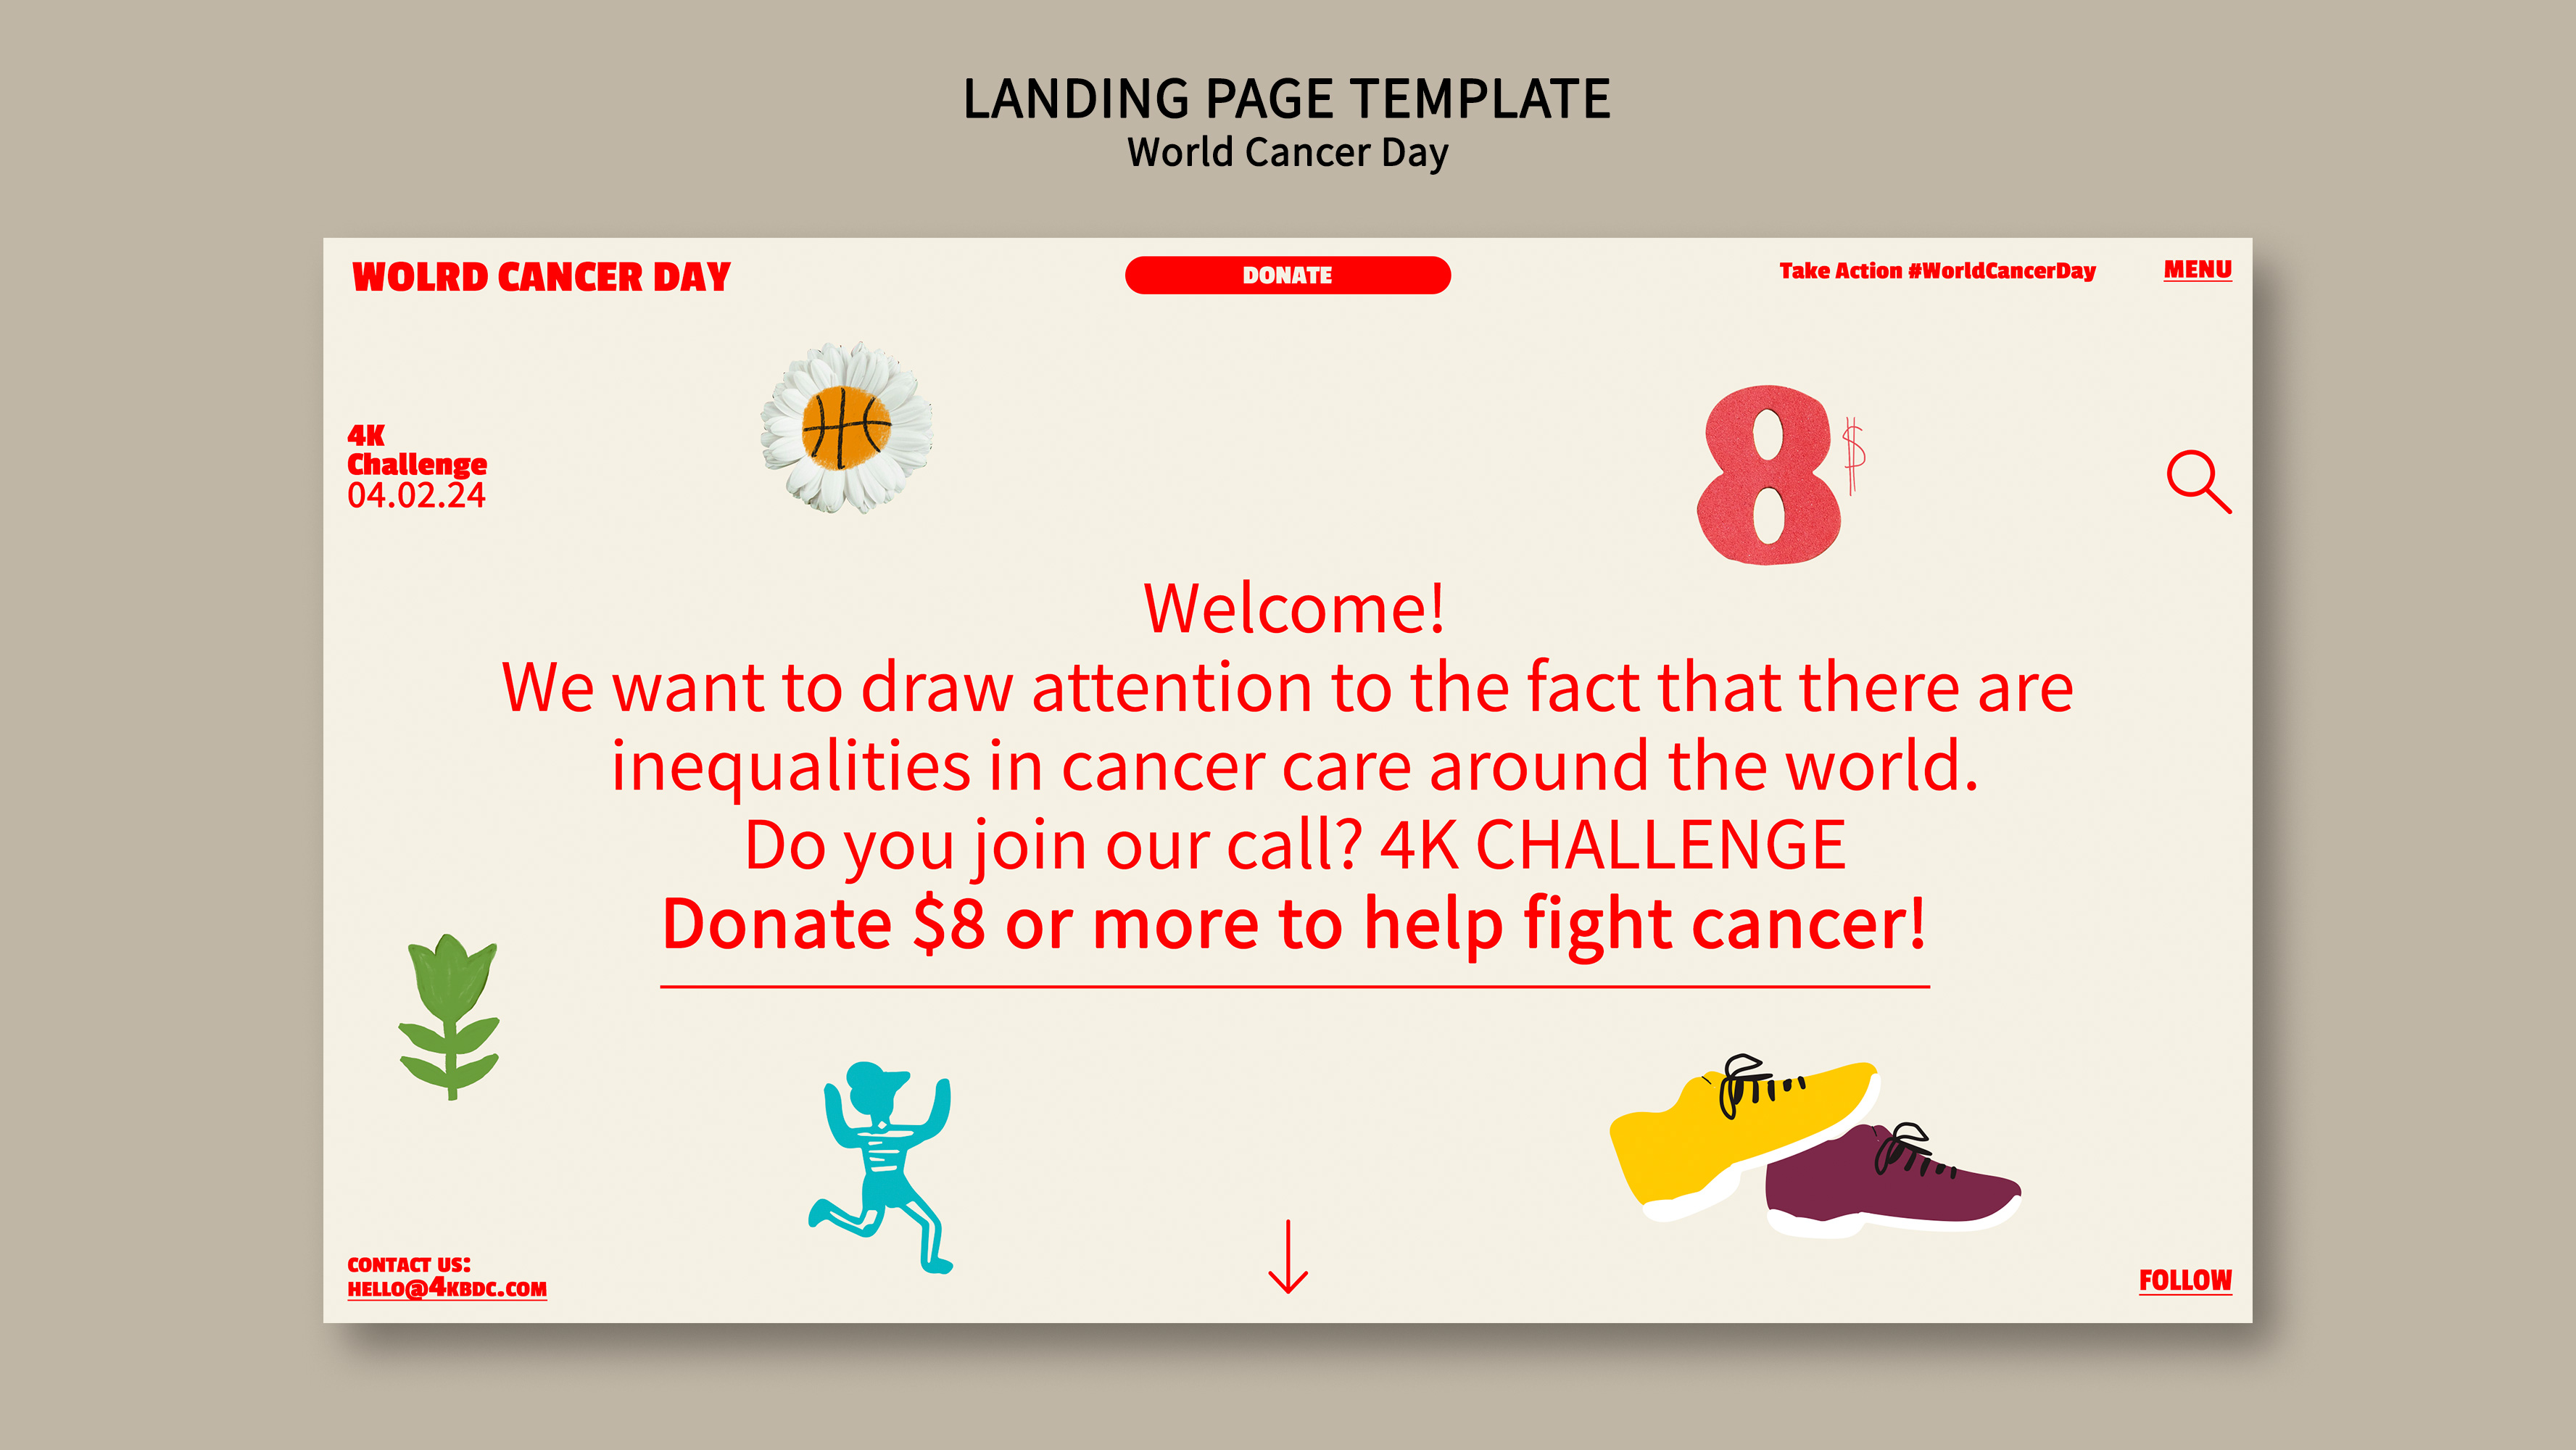 LANDING PAGE TEMPLATE
World Cancer Day
WOLRD CANCER DAY
DONATE
Take Action #WorldCancerDay
MENU
4K
Challenge
04.02.24
8$
Welcome!
We want to draw attention to the fact that there are
inequalities in cancer care around the world.
Do you join our call? 4K CHALLENGE
Donate $8 or more to help fight cancer!
CONTACT US:
HELLO@4KBDC.COM
FOLLOW